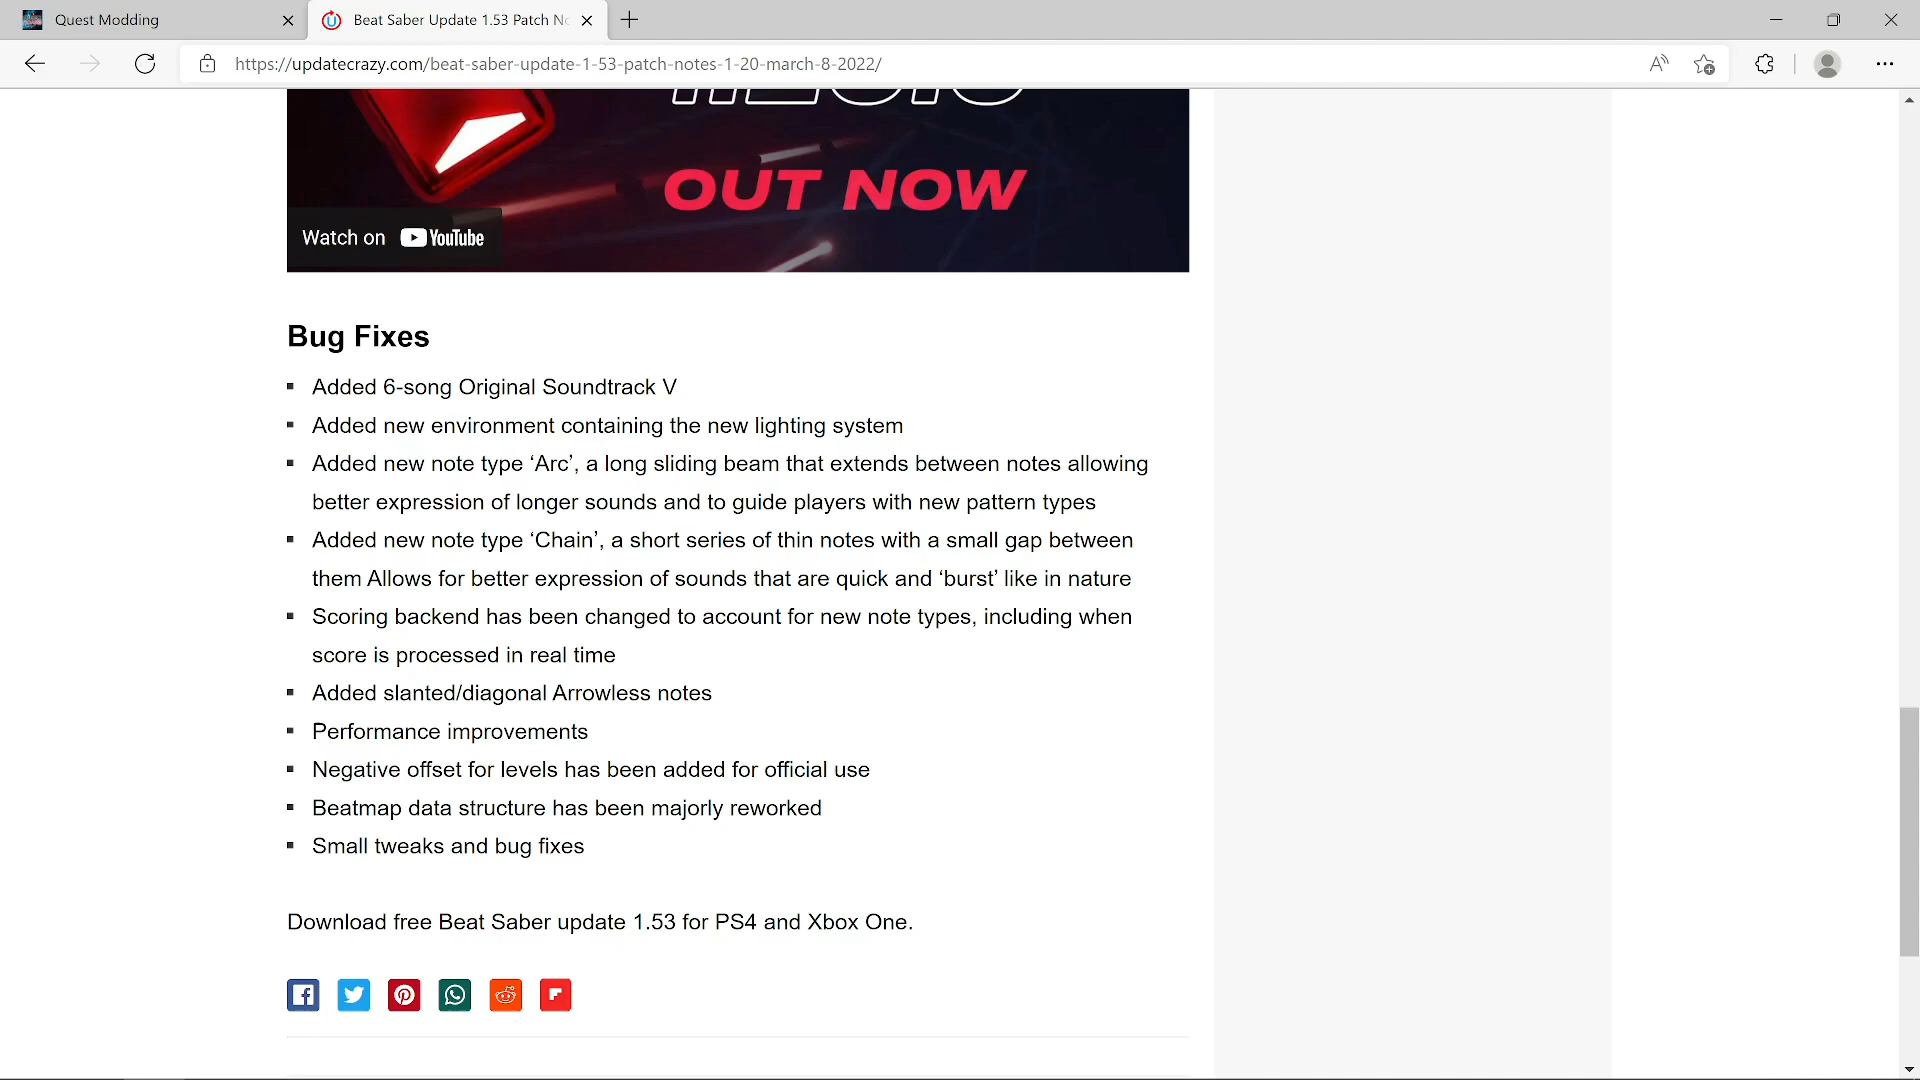 Quest Modding
Beat Saber Update 1.53 Patch No
https://updatecrazy.com/beat-saber-update-1-53-patch-notes-1-20-march-8-2022/
OUT NOW
Watch on YouTube
Bug Fixes
Added 6-song Original Soundtrack V
Added new environment containing the new lighting system
Added new note type ‘Arc’, a long sliding beam that extends between notes allowing
better expression of longer sounds and to guide players with new pattern types
Added new note type ‘Chain’, a short series of thin notes with a small gap between
them Allows for better expression of sounds that are quick and ‘burst’ like in nature
Scoring backend has been changed to account for new note types, including when
score is processed in real time
Added slanted/diagonal Arrowless notes
Performance improvements
Negative offset for levels has been added for official use
Beatmap data structure has been majorly reworked
Small tweaks and bug fixes
Download free Beat Saber update 1.53 for PS4 and Xbox One.